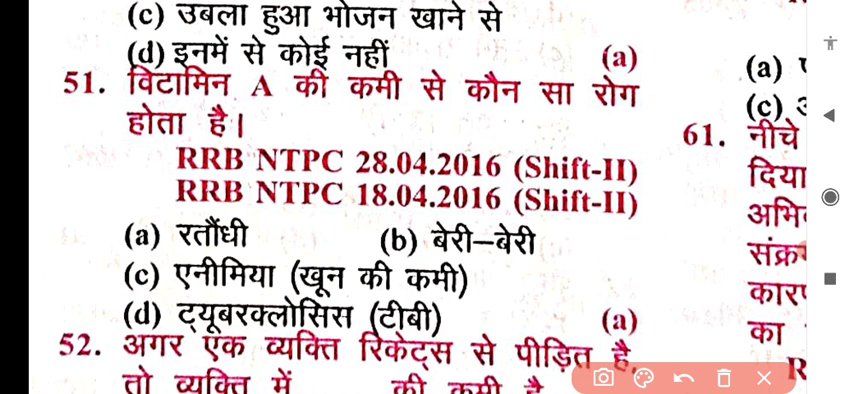 (c) उबला हुआ भोजन खाने से
(d) इनमें से कोई नहीं (a)
51. विटामिन A की कमी से कौन सा रोग
होता है।
RRB NTPC 28.04.2016 (Shift-II)
RRB NTPC 18.04.2016 (Shift-II)
(a) रतौंधी (b) बेरी–बेरी
(c) एनीमिया (खून की कमी)
(d) ट्यूबरक्लोसिस (टीबी) (a)
52. अगर एक व्यक्ति रिकेट्स से पीड़ित है,
तो व्यक्ति में की कमी है
(a)
(c)
61. नीचे
दिया
का
R